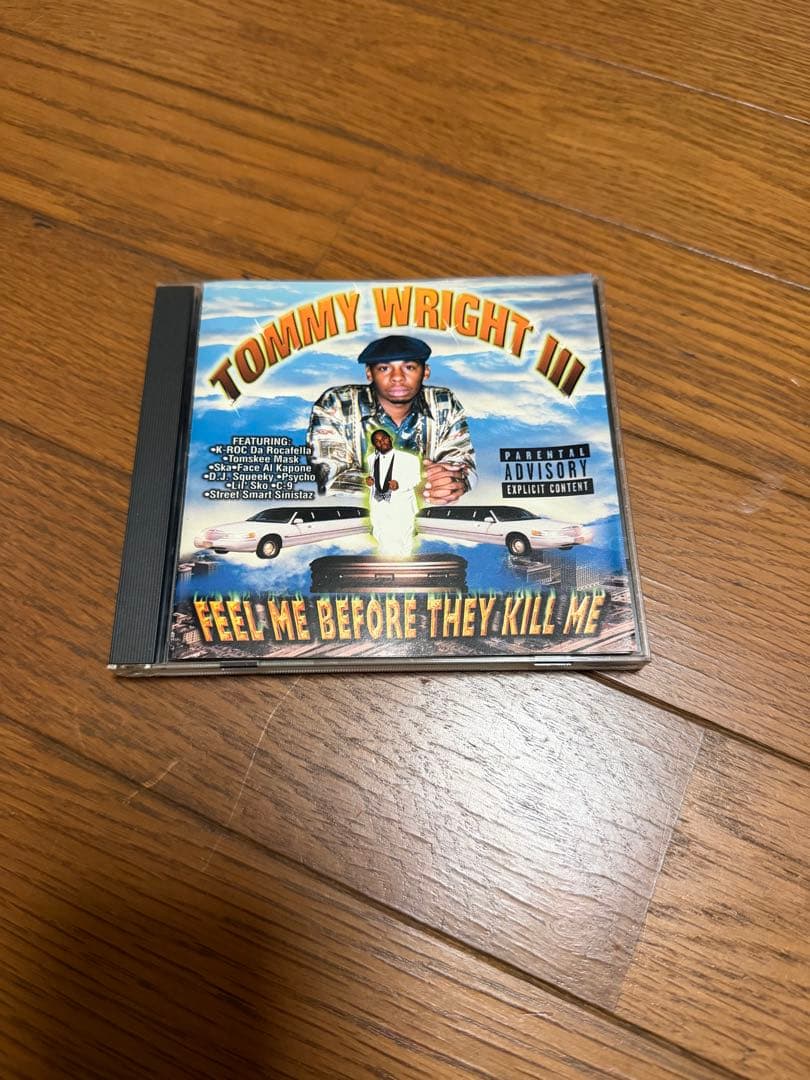 TOMMY WRIGHT III
FEATURING:
•K-ROC Da Rocafella
•Tomskee Mask
•Ska•Face Al Kapone
•D.J. Squeeky •Psycho
•Lil' Sko •C-9
•Street Smart Sinistaz
PARENTAL
ADVISORY
EXPLICIT CONTENT
FEEL ME BEFORE THEY KILL ME